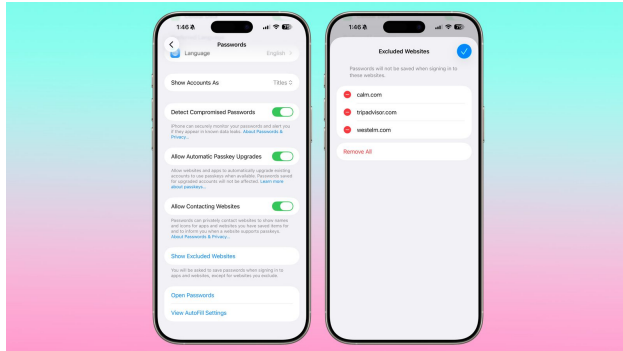 1:46
Passwords
Language English
Show Accounts As Titles
Detect Compromised Passwords
iPhone can securely monitor your passwords and alert you
if they appear in known data leaks. About Passwords &
Privacy...
Allow Automatic Passkey Upgrades
Allow websites and apps to automatically upgrade existing
accounts to use passkeys when available. Passwords saved
for upgraded accounts will not be affected. Learn more
about passkeys...
Allow Contacting Websites
Passwords can privately contact websites to show names
and icons for apps and websites you have saved items for
and to inform you when a website supports passkeys.
About Passwords & Privacy...
Show Excluded Websites
You will be asked to save passwords when signing in to
apps and websites, except for websites you exclude.
Open Passwords
View AutoFill Settings
1:46
Excluded Websites
Passwords will not be saved when signing in to
these websites.
calm.com
tripadvisor.com
westelm.com
Remove All